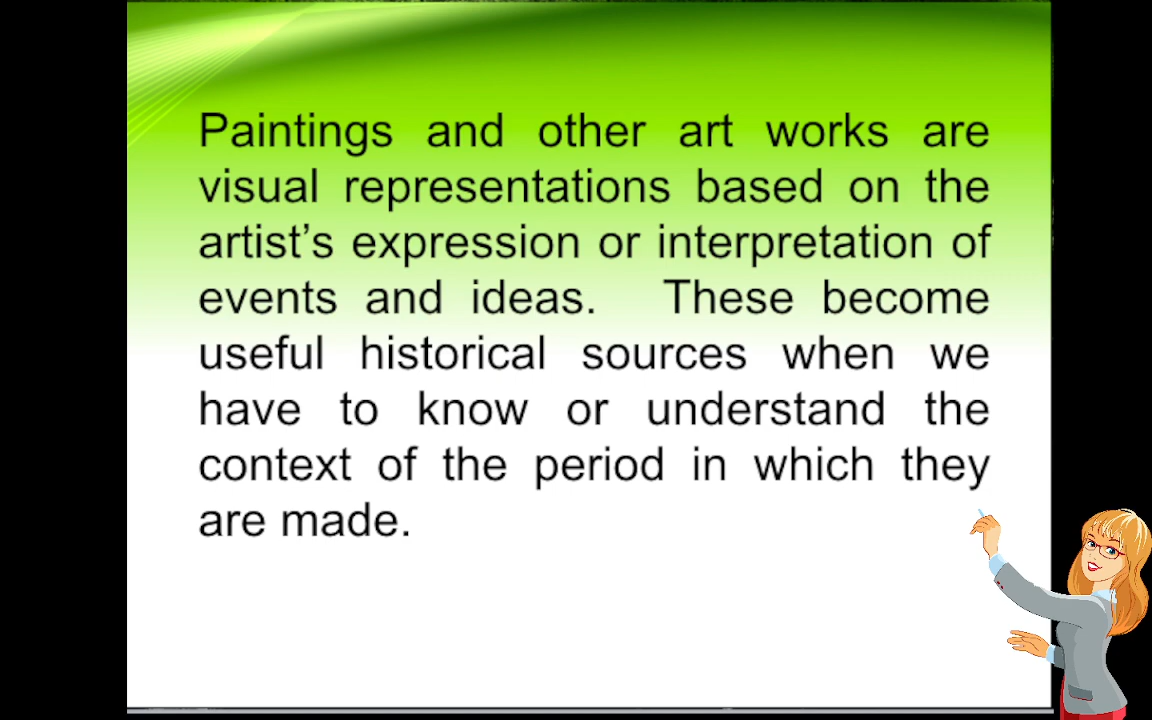 Paintings and other art works are
visual representations based on the
artist’s expression or interpretation of
events and ideas. These become
useful historical sources when we
have to know or understand the
context of the period in which they
are made.